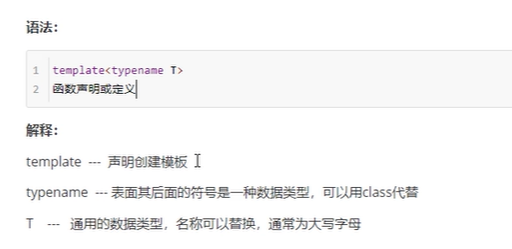 语法：
1 template<typename T>
2 函数声明或定义
解释：
template --- 声明创建模板
typename --- 表面其后面的符号是一种数据类型，可以用class代替
T --- 通用的数据类型，名称可以替换，通常为大写字母